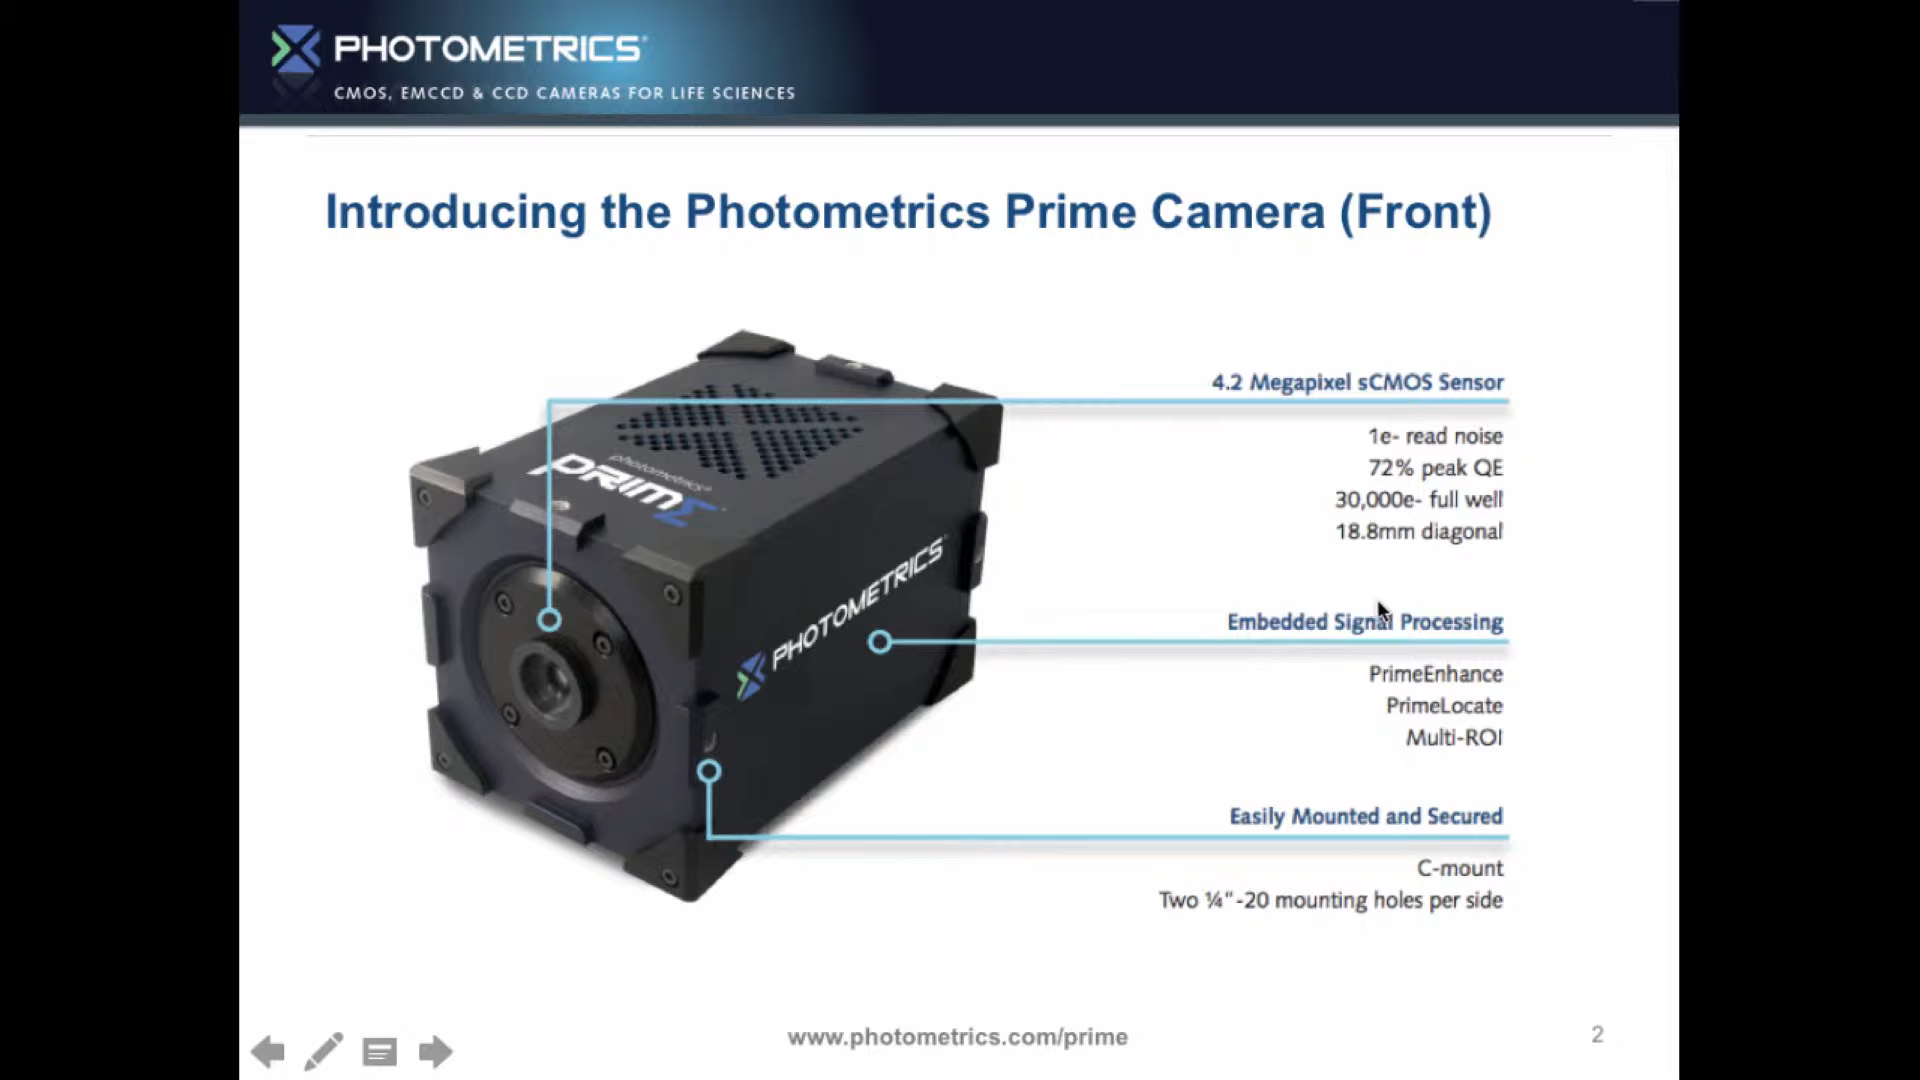 PHOTOMETRICS
CMOS, EMCCD & CCD CAMERAS FOR LIFE SCIENCES
Introducing the Photometrics Prime Camera (Front)
4.2 Megapixel sCMOS Sensor
1e- read noise
72% peak QE
30,000e- full well
18.8mm diagonal
photometrics
PRIMΣ
PHOTOMETRICS
Embedded Signal Processing
PrimeEnhance
PrimeLocate
Multi-ROI
Easily Mounted and Secured
C-mount
Two ¼"-20 mounting holes per side
www.photometrics.com/prime
2